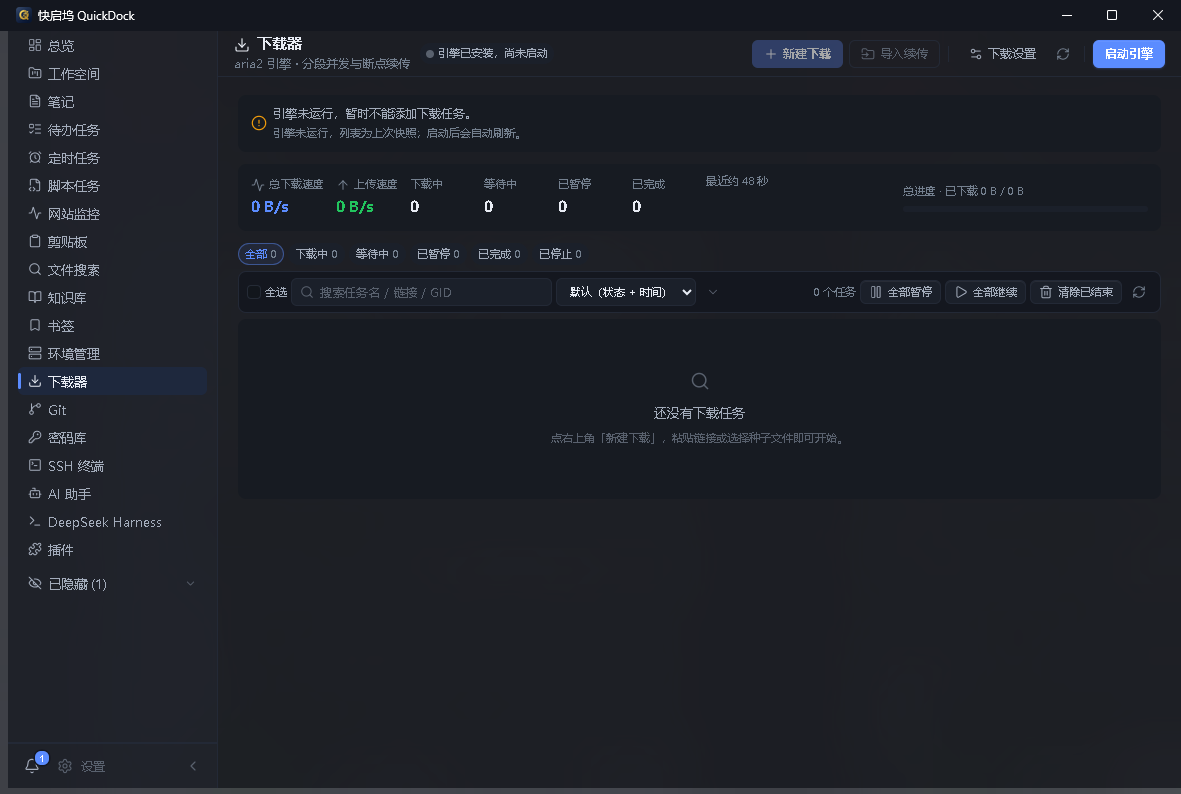 快启坞 QuickDock
总览
工作空间
笔记
待办任务
定时任务
脚本任务
网站监控
剪贴板
文件搜索
知识库
书签
环境管理
下载器
Git
密码库
SSH 终端
AI 助手
DeepSeek Harness
插件
已隐藏 (1)
1
设置
下载器
aria2 引擎 · 分段并发与断点续传
引擎已安装，尚未启动
新建下载
导入续传
下载设置
启动引擎
引擎未运行，暂时不能添加下载任务。
引擎未运行，列表为上次快照，启动后会自动刷新。
总下载速度 上传速度 下载中 等待中 已暂停 已完成 最近约 48 秒
0 B/s 0 B/s 0 0 0 0
总进度 · 已下载 0 B / 0 B
全部 0 下载中 0 等待中 0 已暂停 0 已完成 0 已停止 0
全选 搜索任务名 / 链接 / GID 默认（状态 + 时间） 0 个任务 全部暂停 全部继续 清除已结束
还没有下载任务
点右上角「新建下载」，粘贴链接或选择种子文件即可开始。